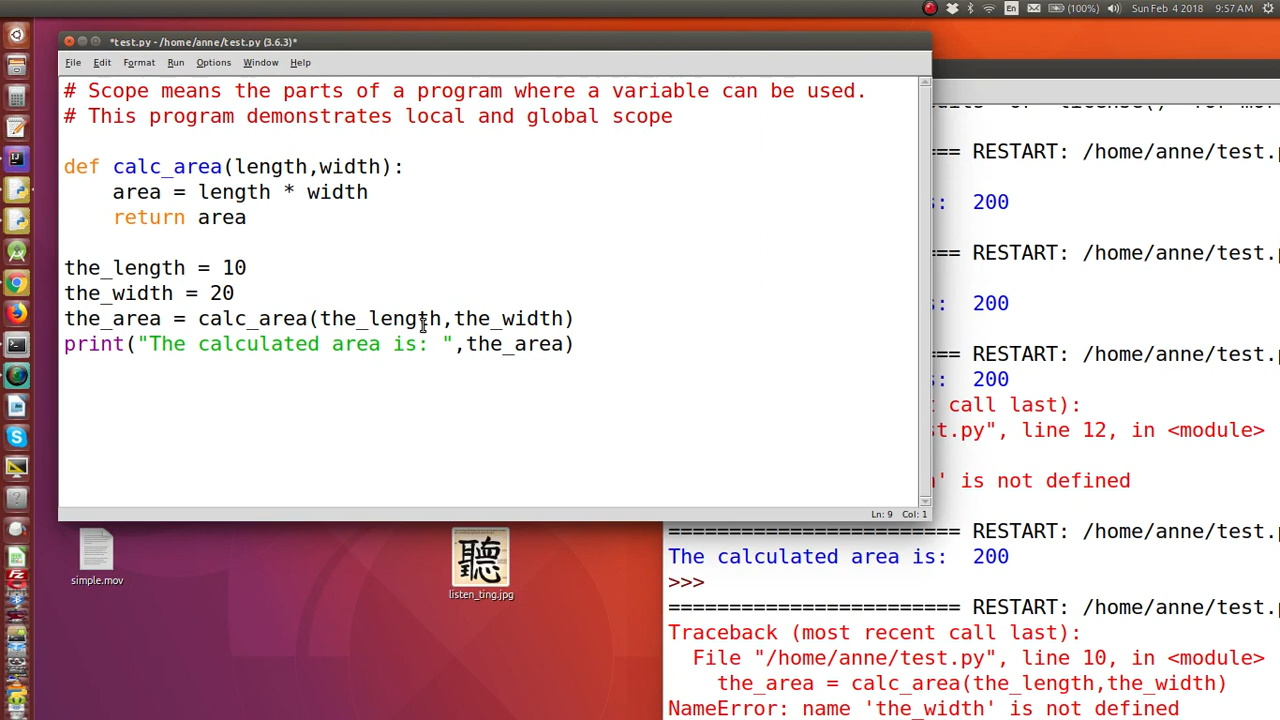 En (100%) Sun Feb 4 2018 9:57 AM
*test.py - /home/anne/test.py (3.6.3)*
File Edit Format Run Options Window Help
# Scope means the parts of a program where a variable can be used.
# This program demonstrates local and global scope
def calc_area(length,width):
    area = length * width
    return area
the_length = 10
the_width = 20
the_area = calc_area(the_length,the_width)
print("The calculated area is: ",the_area)
Ln: 9 Col: 1
=== RESTART: /home/anne/test.p
s: 200
=== RESTART: /home/anne/test.p
s: 200
=== RESTART: /home/anne/test.p
s: 200
call last):
st.py", line 12, in <module>
' is not defined
======================== RESTART: /home/anne/test.p
The calculated area is:  200
>>>
======================== RESTART: /home/anne/test.p
Traceback (most recent call last):
  File "/home/anne/test.py", line 10, in <module>
    the_area = calc_area(the_length,the_width)
NameError: name 'the_width' is not defined
simple.mov
聽
listen_ting.jpg